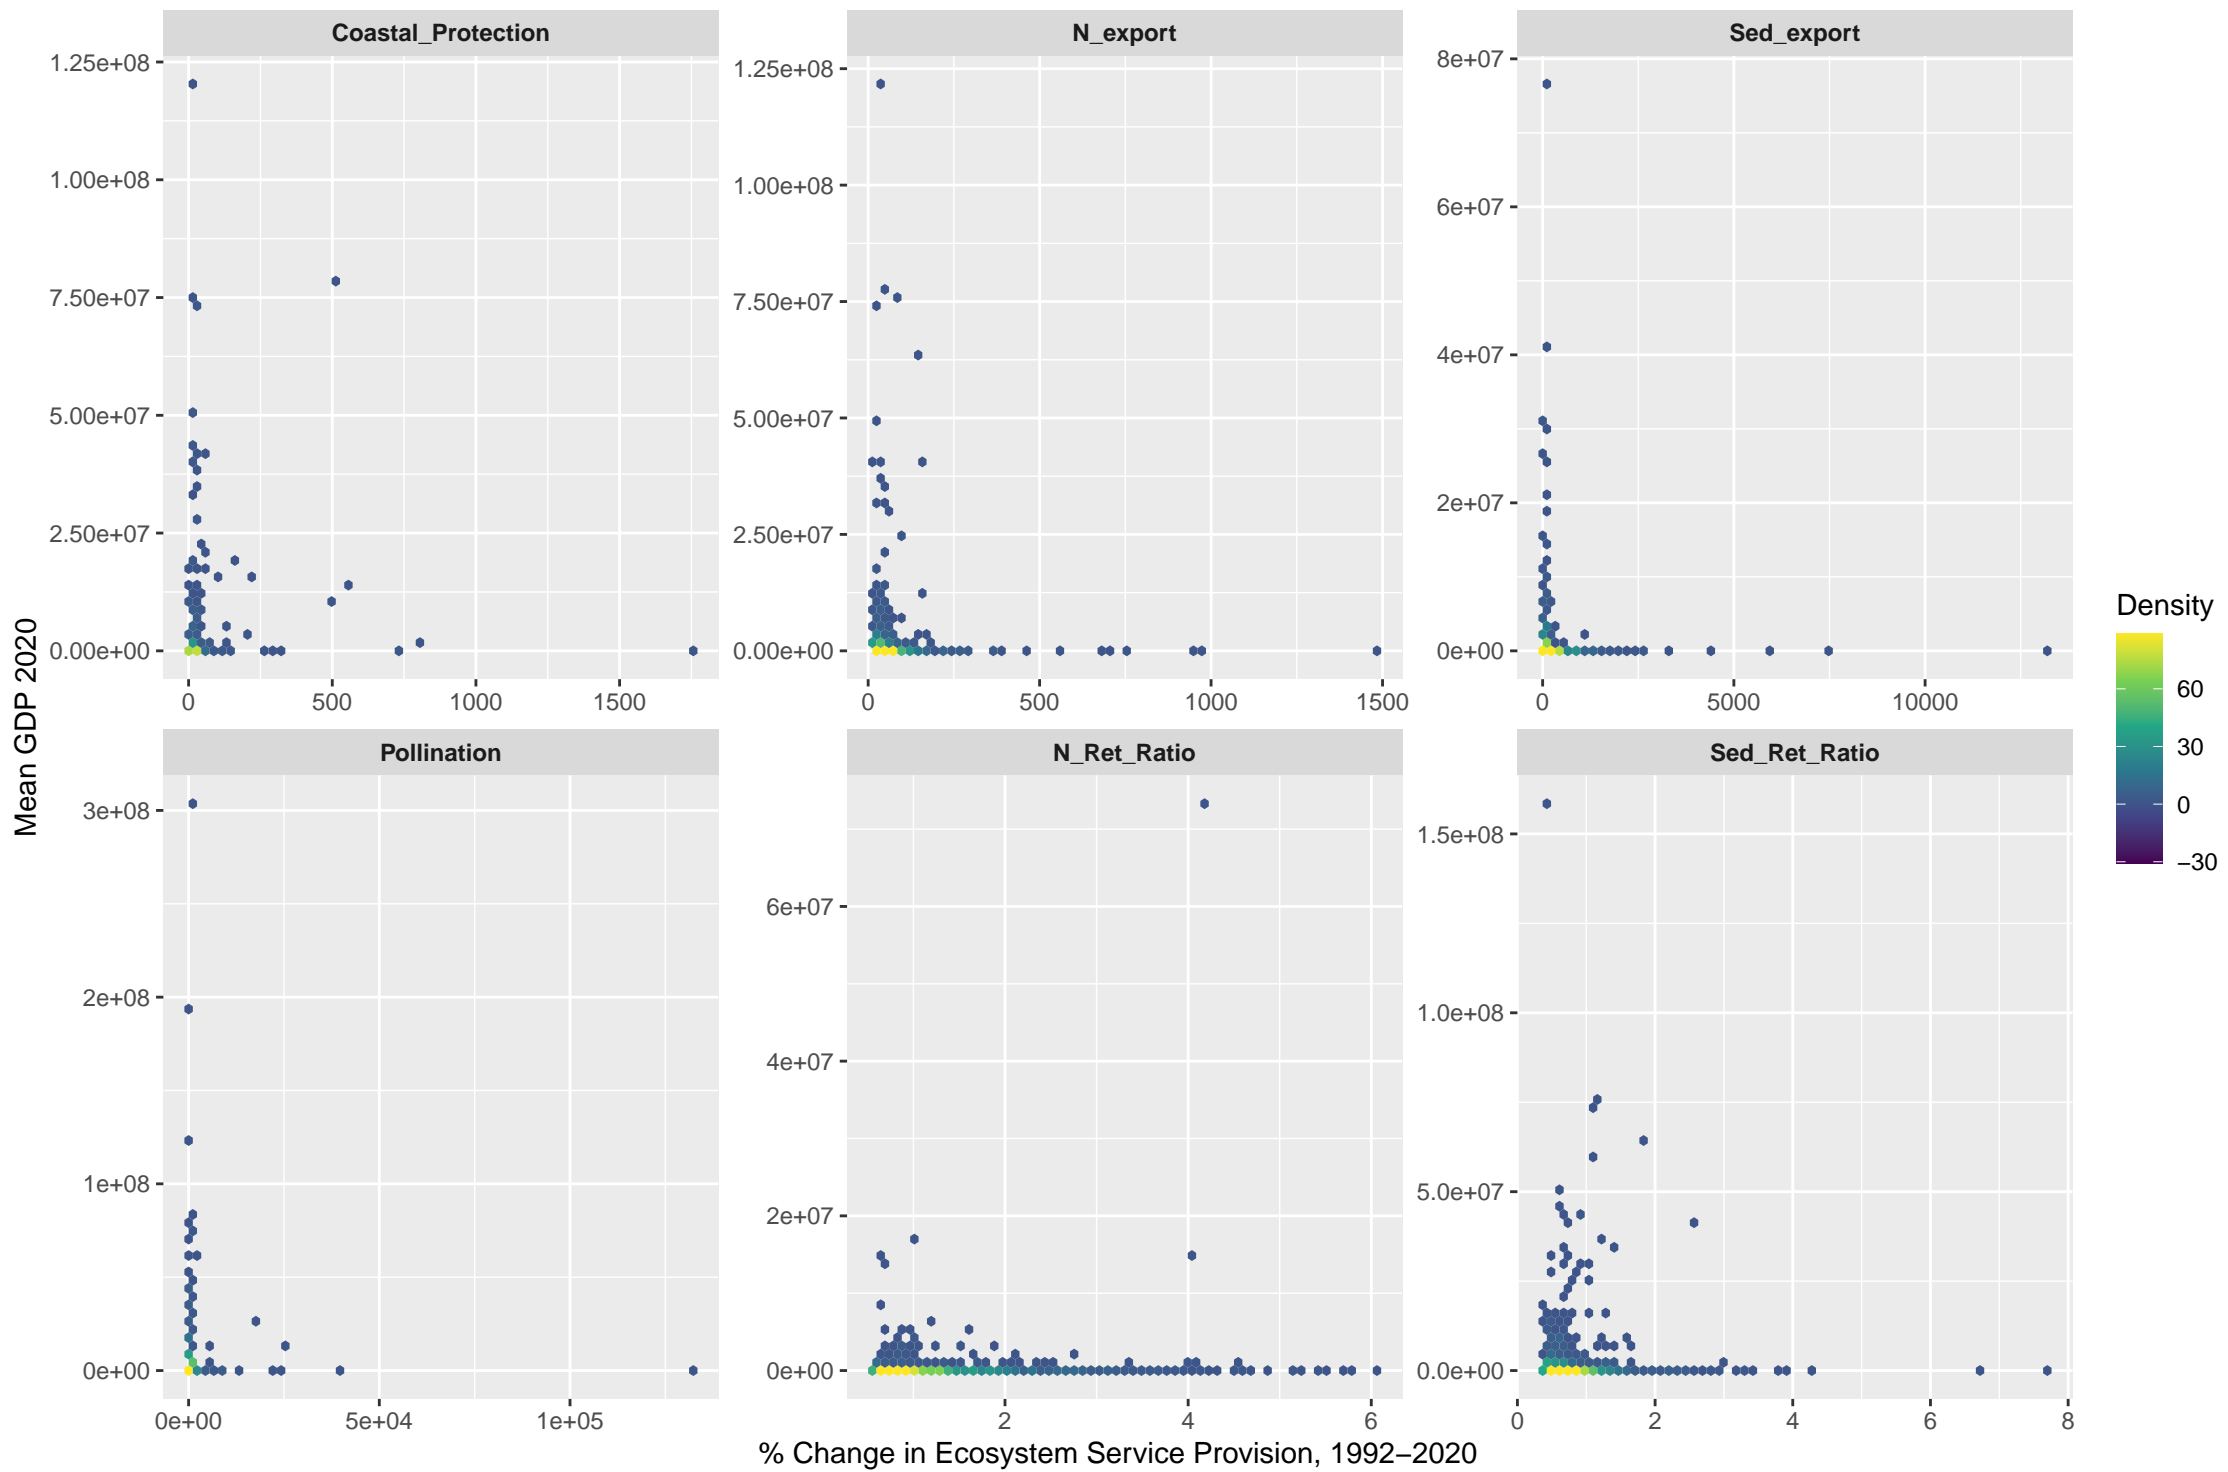 Coastal_Protection
N_export
Sed_export
1.25e+08
1.00e+08
7.50e+07
5.00e+07
2.50e+07
0.00e+00
0
500
1000
1500
1.25e+08
1.00e+08
7.50e+07
5.00e+07
2.50e+07
0.00e+00
0
500
1000
1500
8e+07
6e+07
4e+07
2e+07
0e+00
0
5000
10000
Mean GDP 2020
Pollination
N_Ret_Ratio
Sed_Ret_Ratio
3e+08
2e+08
1e+08
0e+00
0e+00
5e+04
1e+05
6e+07
4e+07
2e+07
0e+00
2
4
6
1.5e+08
1.0e+08
5.0e+07
0.0e+00
0
2
4
6
8
% Change in Ecosystem Service Provision, 1992−2020
Density
60
30
0
−30